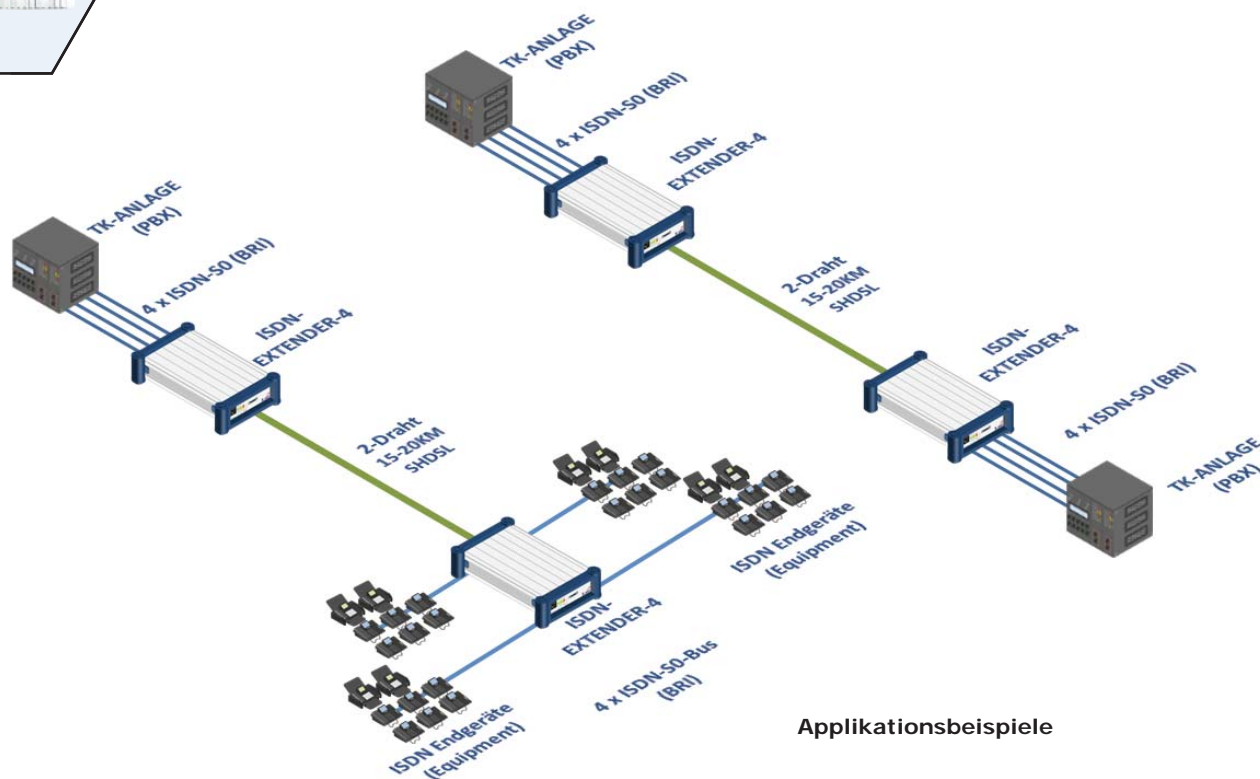 TK-ANLAGE
(PBX)
4 x ISDN-S0 (BRI)
ISDN-
EXTENDER-4
2-Draht
15-20KM
SHDSL
ISDN-
EXTENDER-4
4 x ISDN-S0 (BRI)
TK-ANLAGE
(PBX)
TK-ANLAGE
(PBX)
4 x ISDN-S0 (BRI)
ISDN-
EXTENDER-4
2-Draht
15-20KM
SHDSL
ISDN Endgeräte
(Equipment)
ISDN-
EXTENDER-4
4 x ISDN-S0-Bus
(BRI)
ISDN Endgeräte
(Equipment)
Applikationsbeispiele